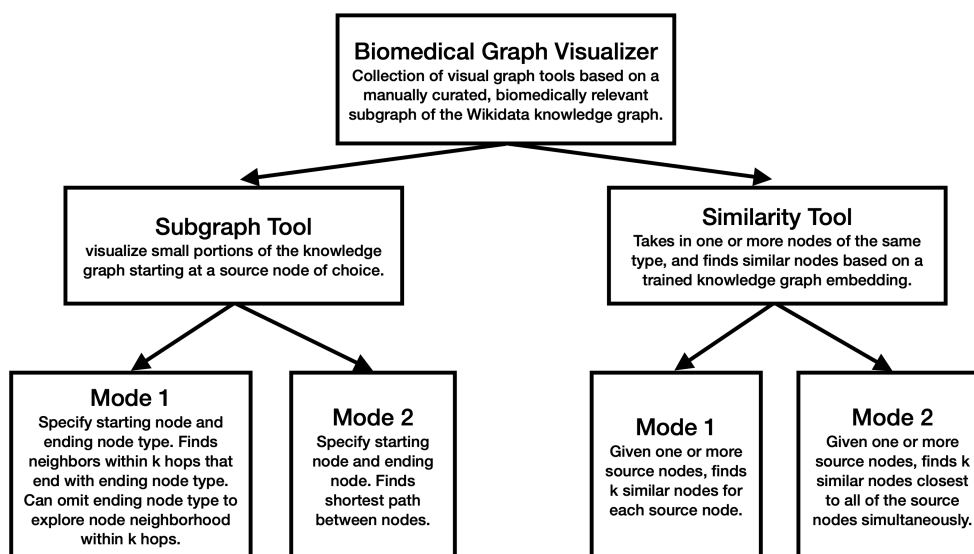 Biomedical Graph Visualizer
Collection of visual graph tools based on a
manually curated, biomedically relevant
subgraph of the Wikidata knowledge graph.
Subgraph Tool
visualize small portions of the knowledge
graph starting at a source node of choice.
Similarity Tool
Takes in one or more nodes of the same
type, and finds similar nodes based on a
trained knowledge graph embedding.
Mode 1
Specify starting node and
ending node type. Finds
neighbors within k hops that
end with ending node type.
Can omit ending node type to
explore node neighborhood
within k hops.
Mode 2
Specify starting
node and ending
node. Finds
shortest path
between nodes.
Mode 1
Given one or more
source nodes, finds
k similar nodes for
each source node.
Mode 2
Given one or more
source nodes, finds k
similar nodes closest
to all of the source
nodes simultaneously.